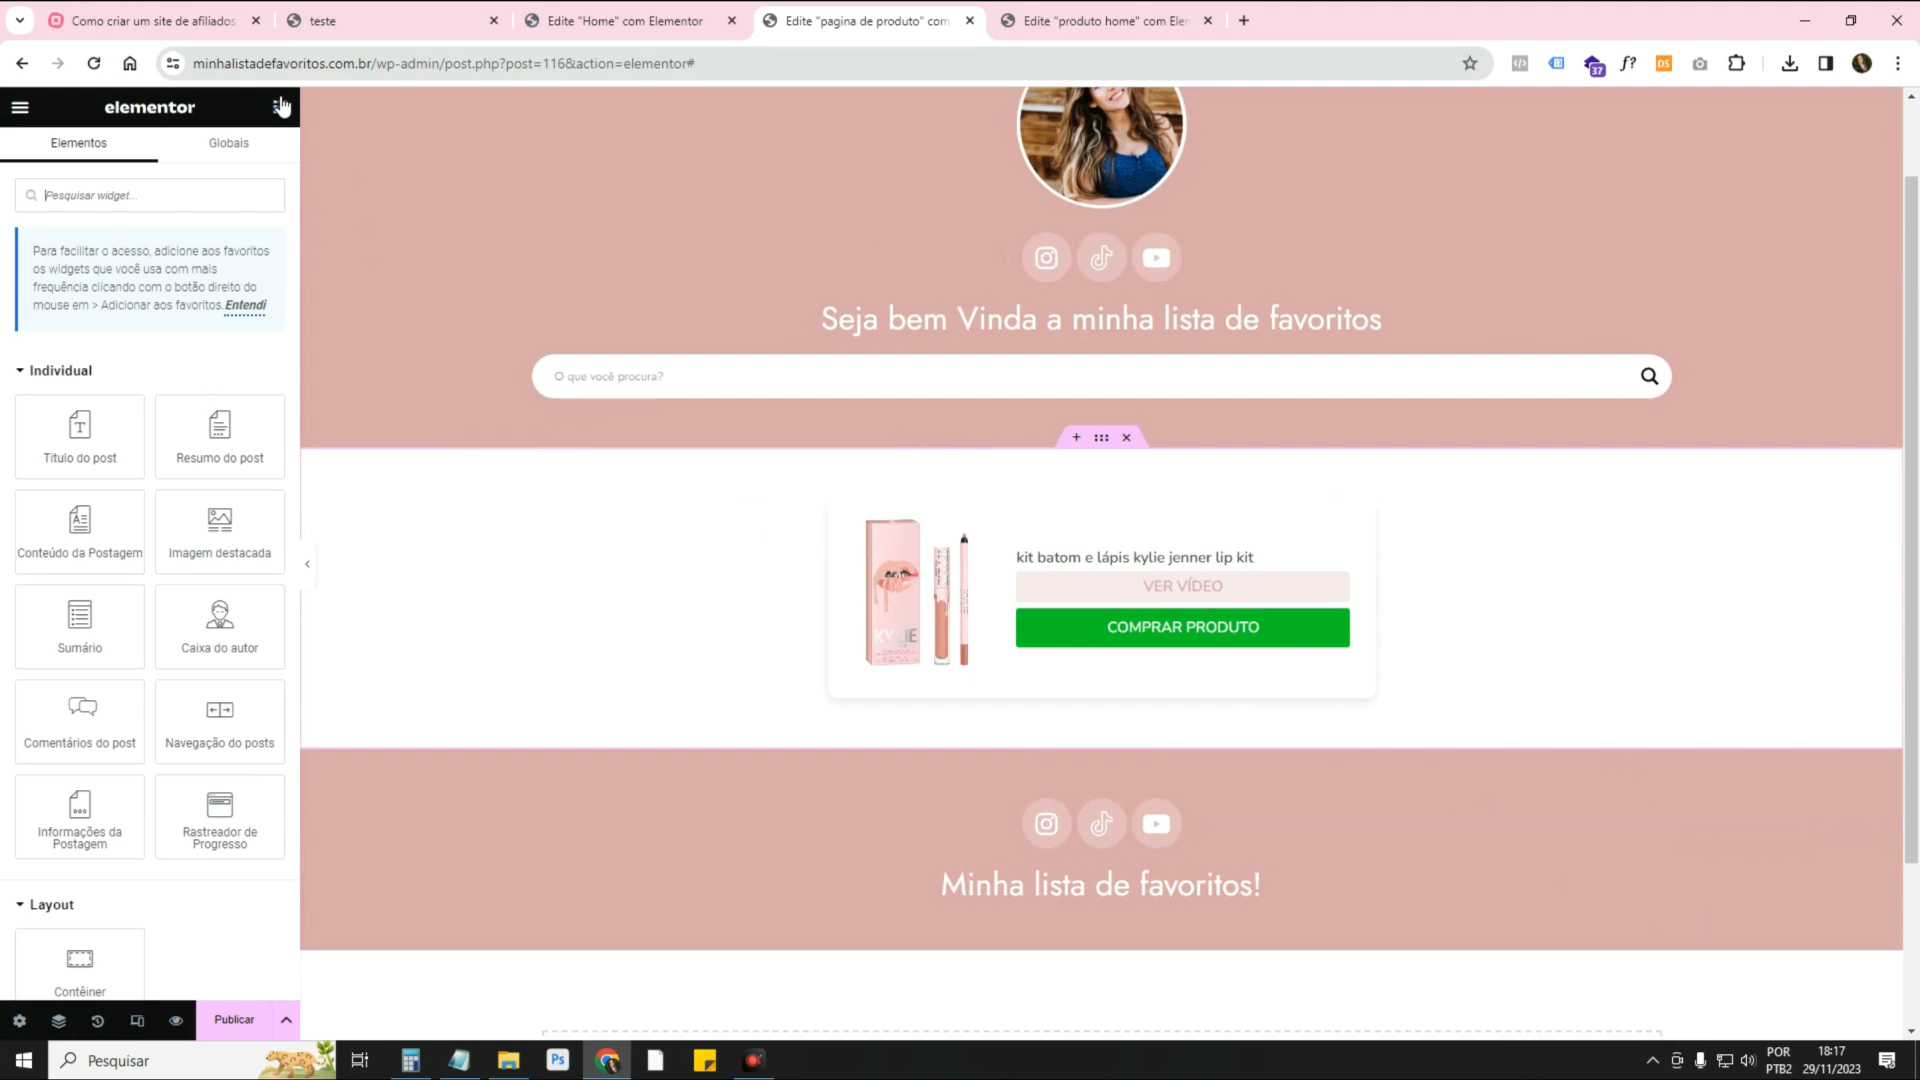 Como criar um site de afiliados
teste
Edite "Home" com Elementor
Edite "pagina de produto" com
Edite "produto home" com Eler
minhalistadefavoritos.com.br/wp-admin/post.php?post=116&action=elementor#
37
f?
DS
elementor
Elementos
Globais
Pesquisar widget...
Para facilitar o acesso, adicione aos favoritos
os widgets que você usa com mais
frequência clicando com o botão direito do
mouse em > Adicionar aos favoritos. Entendi
Individual
Título do post
Resumo do post
Conteúdo da Postagem
Imagem destacada
Sumário
Caixa do autor
Comentários do post
Navegação do posts
Informações da
Postagem
Rastreador de
Progresso
Layout
Contêiner
Publicar
Seja bem Vinda a minha lista de favoritos
O que você procura?
KYLIE
kit batom e lápis kylie jenner lip kit
VER VÍDEO
COMPRAR PRODUTO
Minha lista de favoritos!
Pesquisar
Ps
POR
PTB2
18:17
29/11/2023